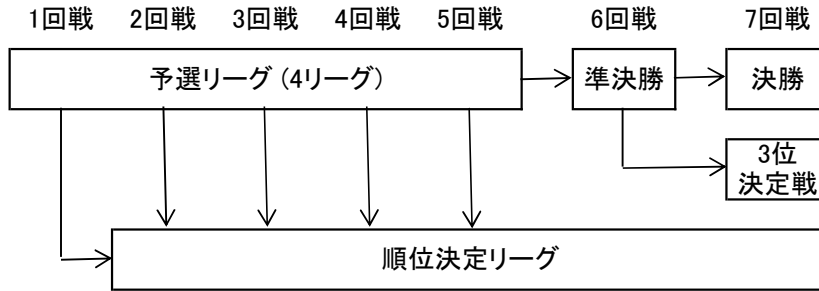 1回戦 2回戦 3回戦 4回戦 5回戦 6回戦 7回戦
予選リーグ (4リーグ) 準決勝 決勝
3位
決定戦
順位決定リーグ